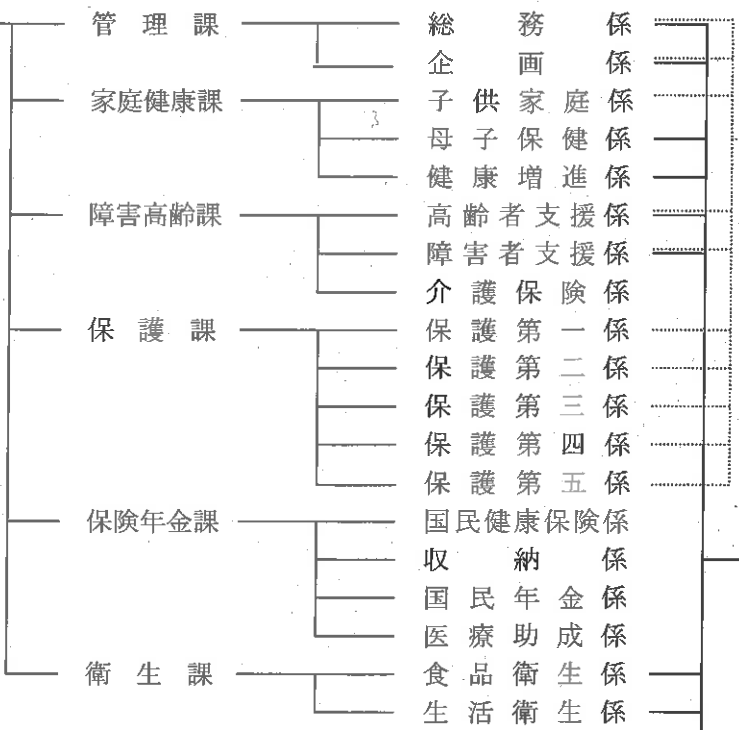 管理課 総務係
企画係
家庭健康課 子供家庭係
母子保健係
健康増進係
障害高齢課 高齢者支援係
障害者支援係
介護保険係
保護課 保護第一係
保護第二係
保護第三係
保護第四係
保護第五係
保険年金課 国民健康保険係
収納係
国民年金係
医療助成係
衛生課 食品衛生係
生活衛生係